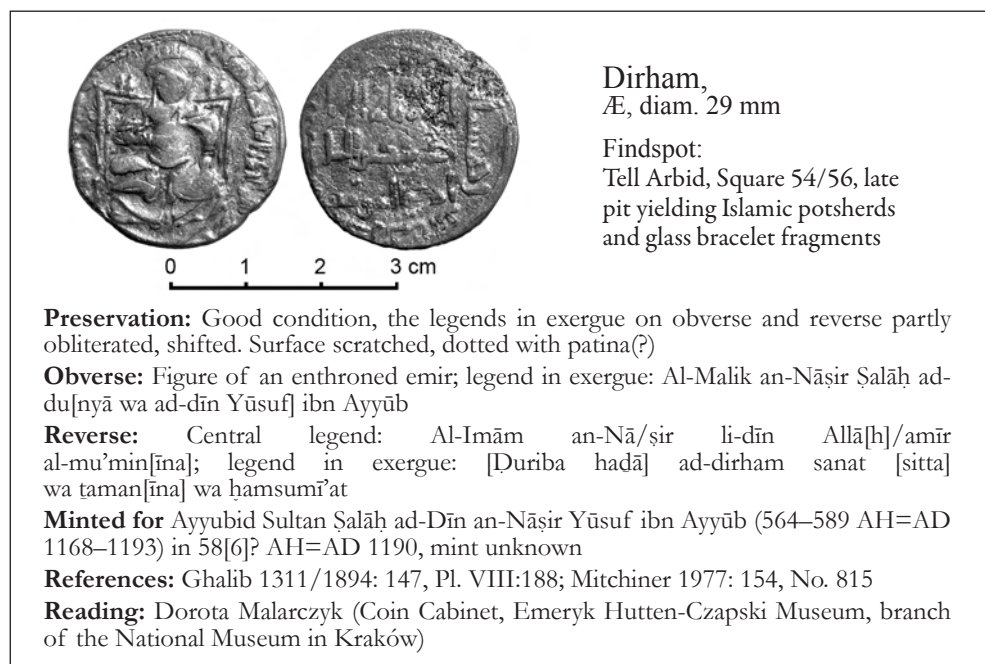 Dirham,
Æ, diam. 29 mm
Findspot:
Tell Arbid, Square 54/56, late
pit yielding Islamic potsherds
and glass bracelet fragments
0 1 2 3 cm
Preservation: Good condition, the legends in exergue on obverse and reverse partly
obliterated, shifted. Surface scratched, dotted with patina(?)
Obverse: Figure of an enthroned emir; legend in exergue: Al-Malik an-Nāṣir Ṣalāḥ ad-
du[nyā wa ad-dīn Yūsuf] ibn Ayyūb
Reverse: Central legend: Al-Imām an-Nā/ṣir li-dīn Allā[h]/amīr
al-mu’min[īna]; legend in exergue: [Ḍuriba haḏā] ad-dirham sanat [sitta]
wa ṯaman[īna] wa ḫamsumī’at
Minted for Ayyubid Sultan Ṣalāḥ ad-Dīn an-Nāṣir Yūsuf ibn Ayyūb (564–589 AH=AD
1168–1193) in 58[6]? AH=AD 1190, mint unknown
References: Ghalib 1311/1894: 147, Pl. VIII:188; Mitchiner 1977: 154, No. 815
Reading: Dorota Malarczyk (Coin Cabinet, Emeryk Hutten-Czapski Museum, branch
of the National Museum in Kraków)